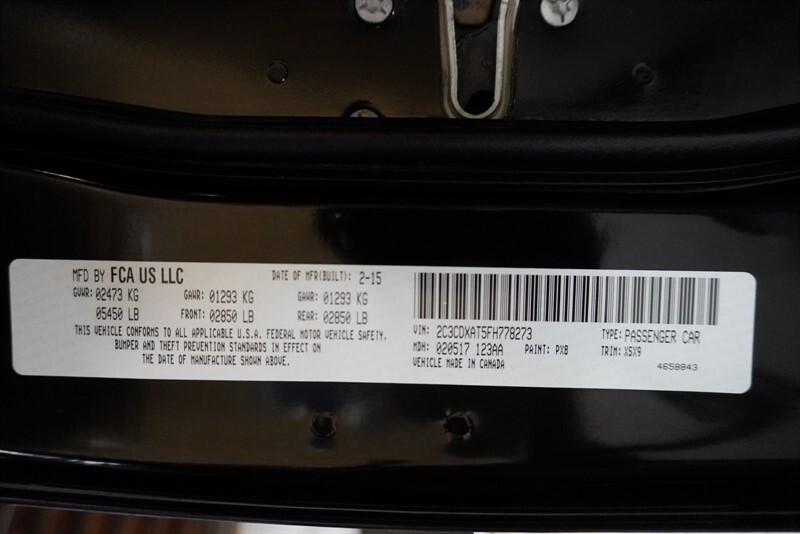 MFD BY FCA US LLC DATE OF MFR(BUILT): 2-15
GVWR: 02473 KG GAWR: 01293 KG GAWR: 01293 KG
05450 LB FRONT: 02850 LB REAR: 02850 LB
THIS VEHICLE CONFORMS TO ALL APPLICABLE U.S.A. FEDERAL MOTOR VEHICLE SAFETY,
BUMPER AND THEFT PREVENTION STANDARDS IN EFFECT ON
THE DATE OF MANUFACTURE SHOWN ABOVE.
VIN: 2C3CDXAT5FH778273 TYPE: PASSENGER CAR
MDH: 020517 123AA PAINT: PX8 TRIM: X5X9
VEHICLE MADE IN CANADA 4658843